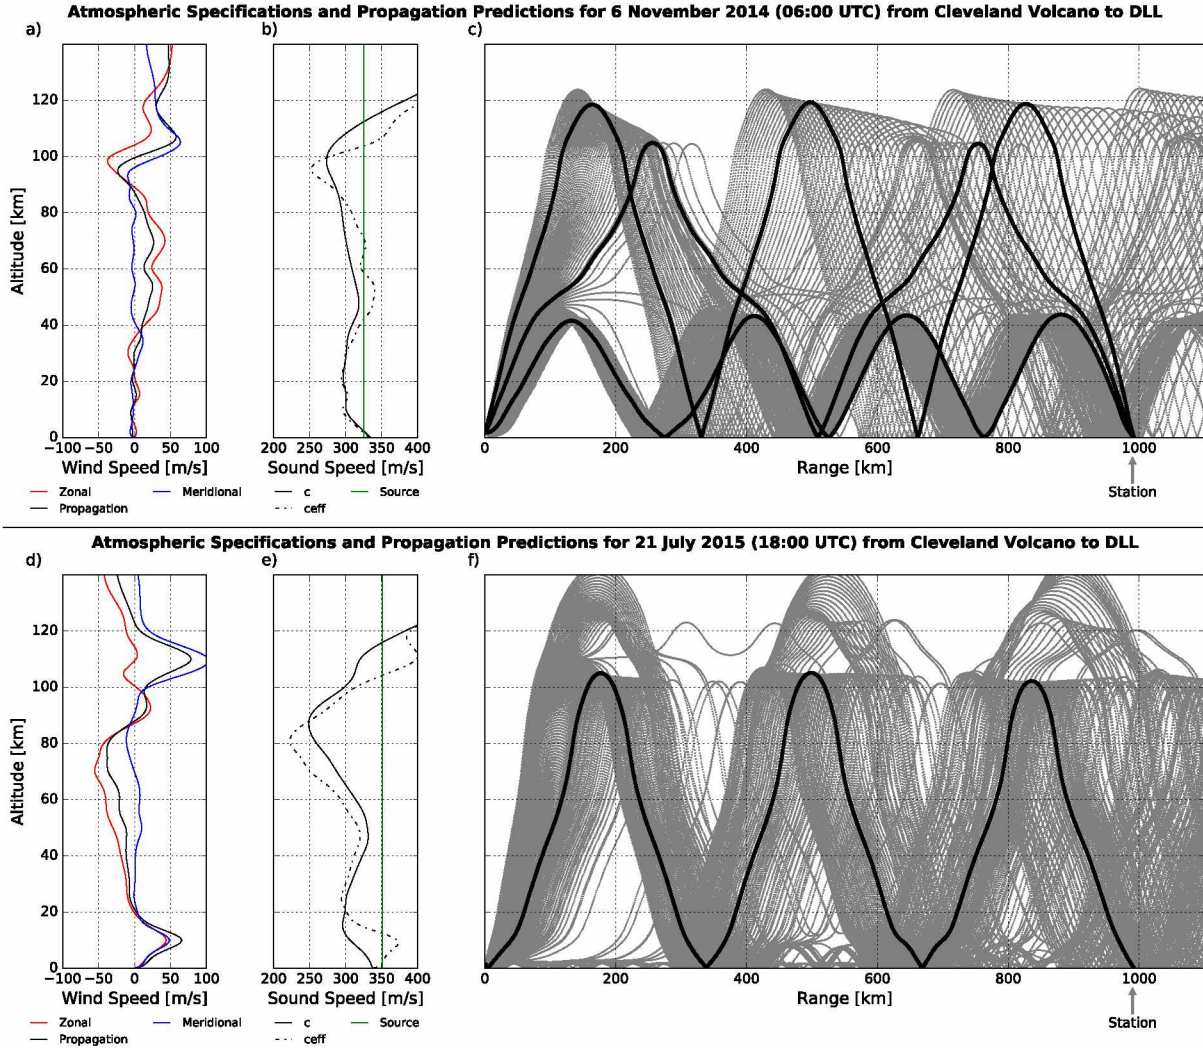 Atmospheric Specifications and Propagation Predictions for 6 November 2014 (06:00 UTC) from Cleveland Volcano to DLL
a) b) c)
Altitude [km]
120
100
80
60
40
20
0
−100 −50 0 50 100
Wind Speed [m/s]
200 250 300 350 400
Sound Speed [m/s]
0 200 400 600 800 1000
Range [km]
Station
Zonal Meridional
Propagation
c Source
ceff
Atmospheric Specifications and Propagation Predictions for 21 July 2015 (18:00 UTC) from Cleveland Volcano to DLL
d) e) f)
Altitude [km]
120
100
80
60
40
20
0
−100 −50 0 50 100
Wind Speed [m/s]
200 250 300 350 400
Sound Speed [m/s]
0 200 400 600 800 1000
Range [km]
Station
Zonal Meridional
Propagation
c Source
ceff